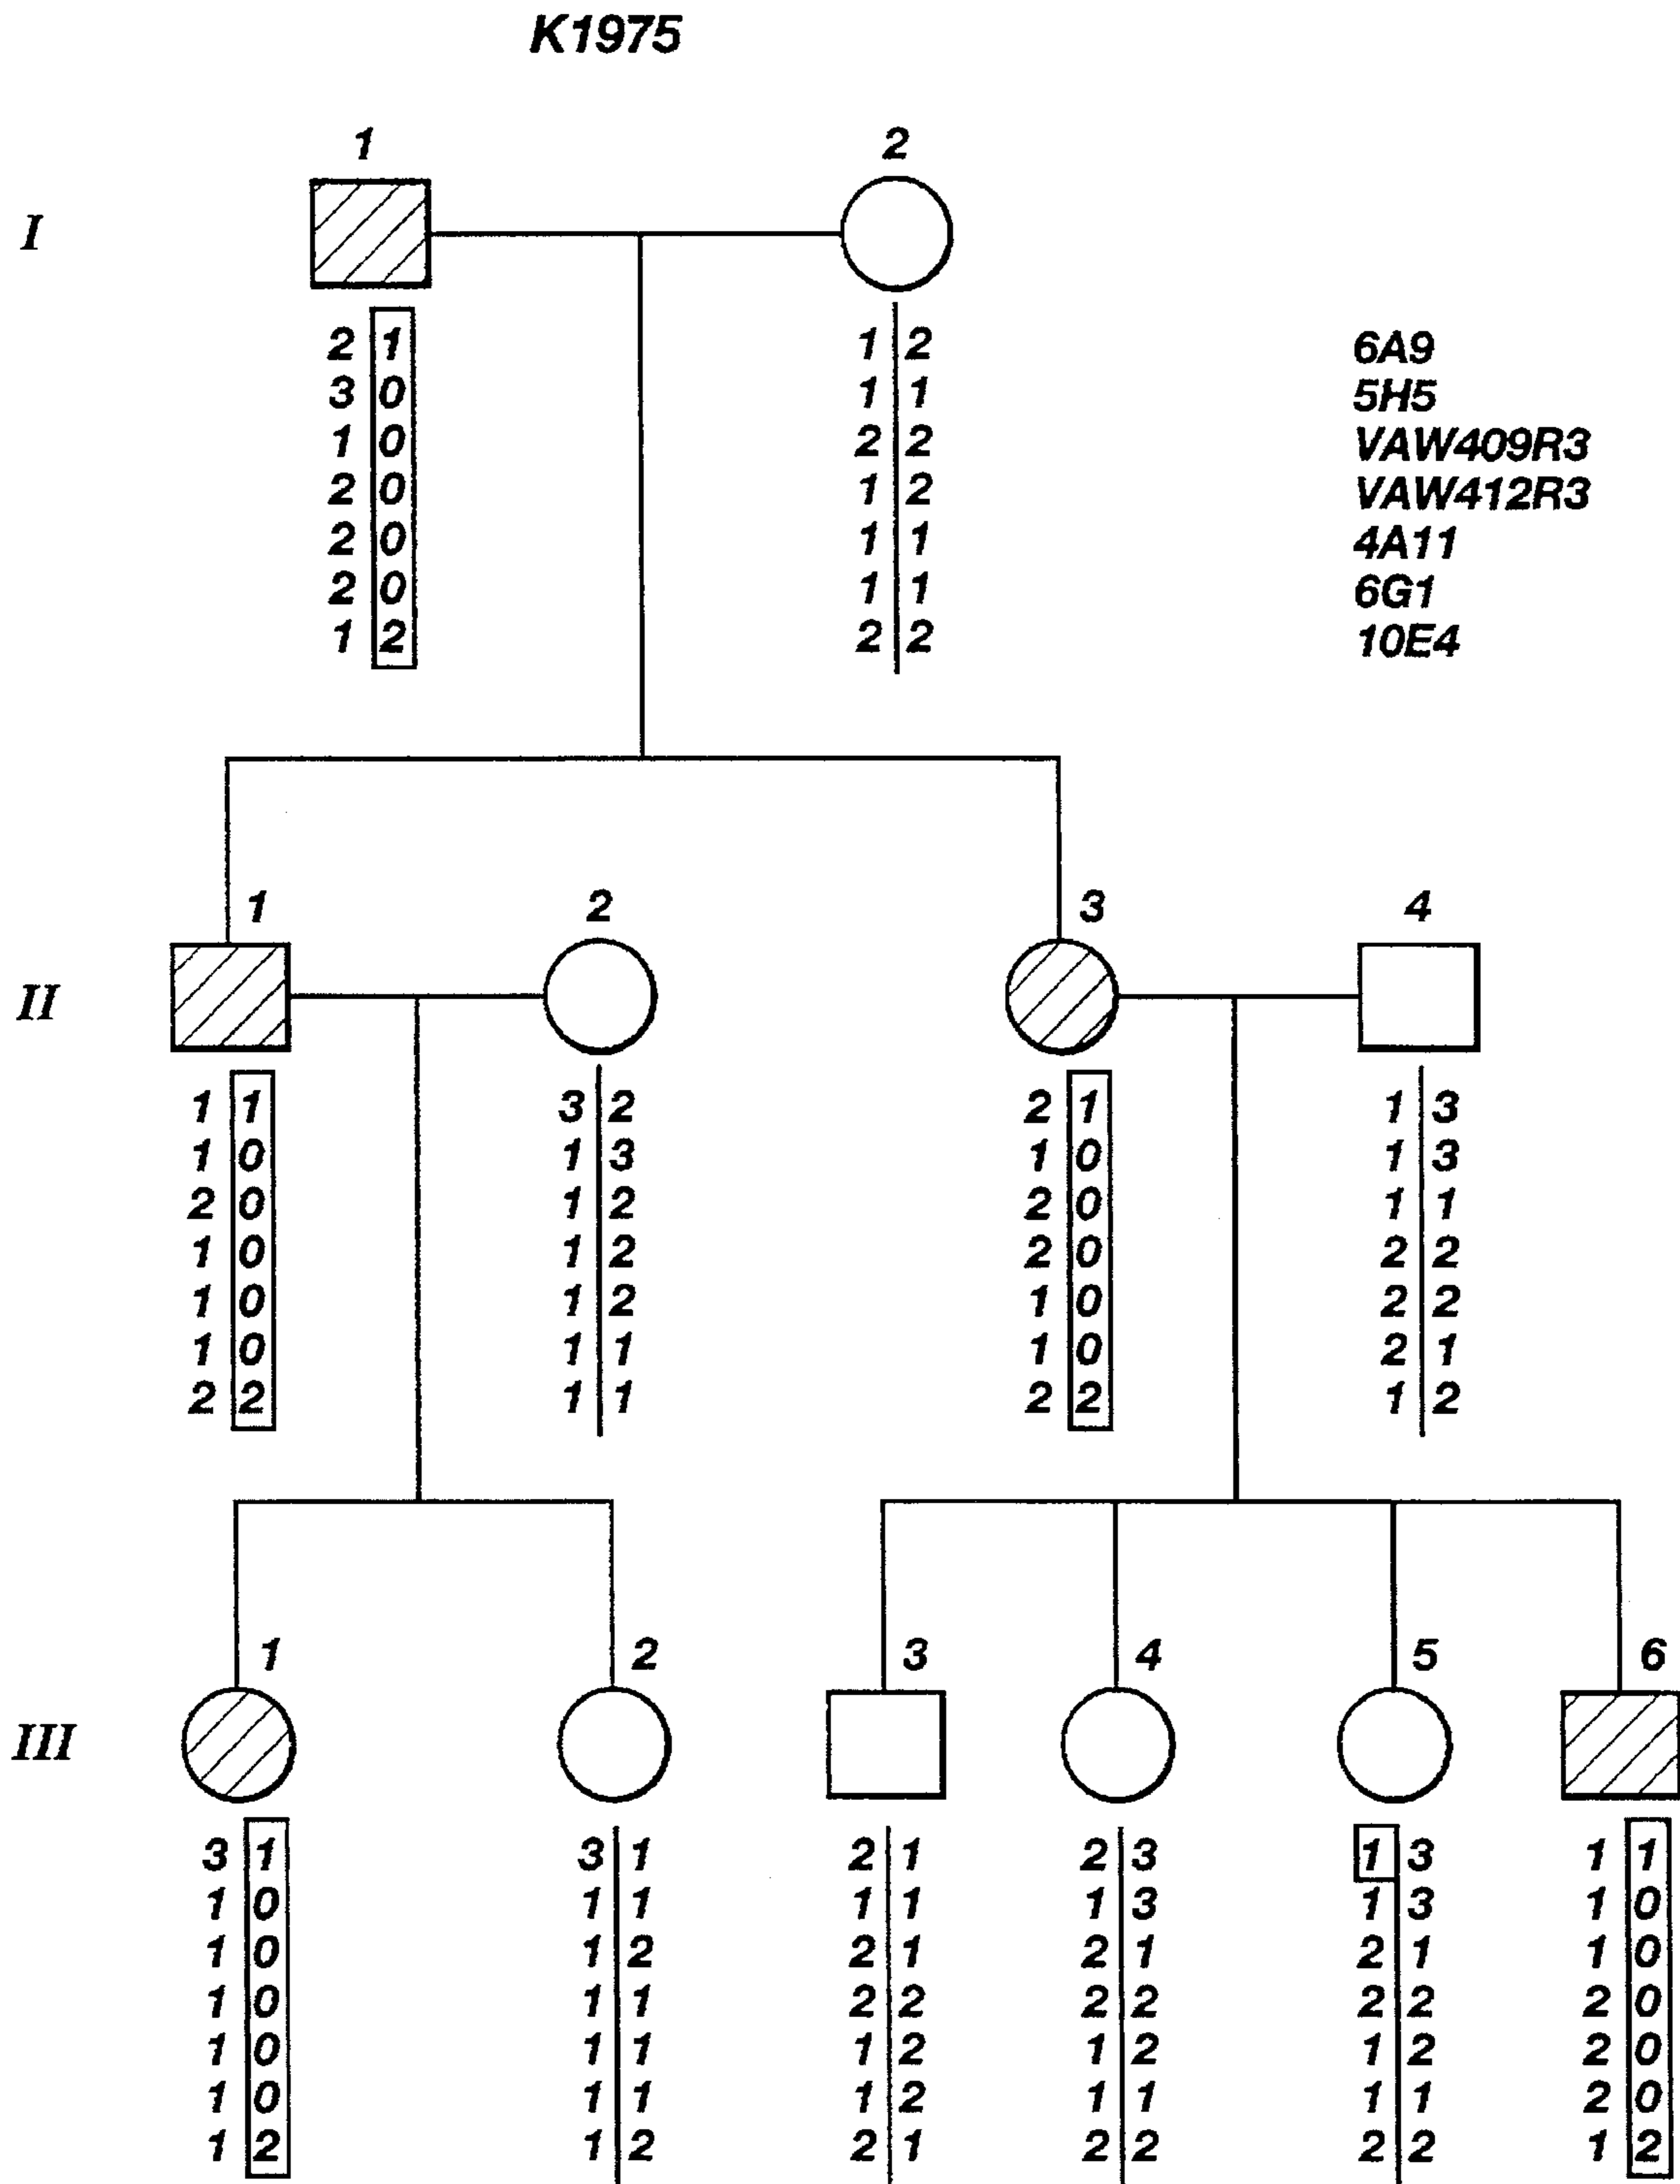 K1975
1 2
I
2 1 1 2 6A9
3 0 1 1 5H5
1 0 2 2 VAW409R3
2 0 1 2 VAW412R3
2 0 1 1 4A11
2 0 1 1 6G1
1 2 2 2 10E4
1 2 3 4
II
1 1 3 2 2 1 1 3
1 0 1 3 1 0 1 3
2 0 1 2 2 0 1 1
1 0 1 2 2 0 2 2
1 0 1 2 1 0 2 2
1 0 1 1 1 0 2 1
2 2 1 1 2 2 1 2
1 2 3 4 5 6
III
3 1 3 1 2 1 2 3 1 3 1 1
1 0 1 1 1 1 1 3 1 3 1 0
1 0 1 2 2 1 2 1 2 1 1 0
1 0 1 1 2 2 2 2 2 2 2 0
1 0 1 1 1 2 1 2 1 2 2 0
1 0 1 1 1 2 1 1 1 1 2 0
1 2 1 2 2 1 2 2 2 2 1 2